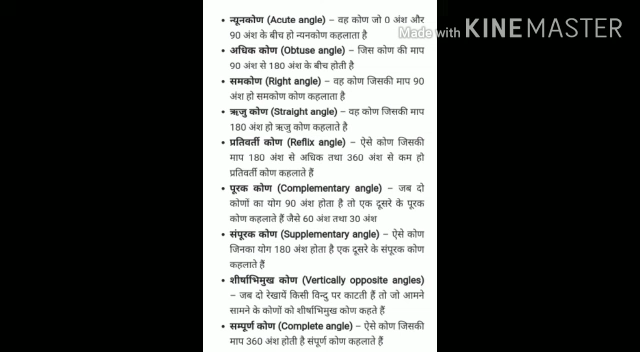 Made with KINEMASTER
• न्यूनकोण (Acute angle) – वह कोण जो 0 अंश और
90 अंश के बीच हो न्यनकोण कहलाता है
• अधिक कोण (Obtuse angle) – जिस कोण की माप
90 अंश से 180 अंश के बीच होती है
• समकोण (Right angle) – वह कोण जिसकी माप 90
अंश हो समकोण कोण कहलाता है
• ऋजु कोण (Straight angle) – वह कोण जिसकी माप
180 अंश हो ऋजु कोण कहलाते है
• प्रतिवर्ती कोण (Reflix angle) – ऐसे कोण जिसकी
माप 180 अंश से अधिक तथा 360 अंश से कम हो
प्रतिवर्ती कोण कहलाते हैं
• पूरक कोण (Complementary angle) – जब दो
कोणों का योग 90 अंश होता है तो एक दूसरे के पूरक
कोण कहलाते हैं जैसे 60 अंश तथा 30 अंश
• संपूरक कोण (Supplementary angle) – ऐसे कोण
जिनका योग 180 अंश होता है एक दूसरे के संपूरक कोण
कहलाते हैं
• शीर्षाभिमुख कोण (Vertically opposite angles)
– जब दो रेखायें किसी विन्दु पर काटती हैं तो जो आमने
सामने के कोणों को शीर्षाभिमुख कोण कहते हैं
• सम्पूर्ण कोण (Complete angle) – ऐसे कोण जिसकी
माप 360 अंश होती है संपूर्ण कोण कहलाते हैं